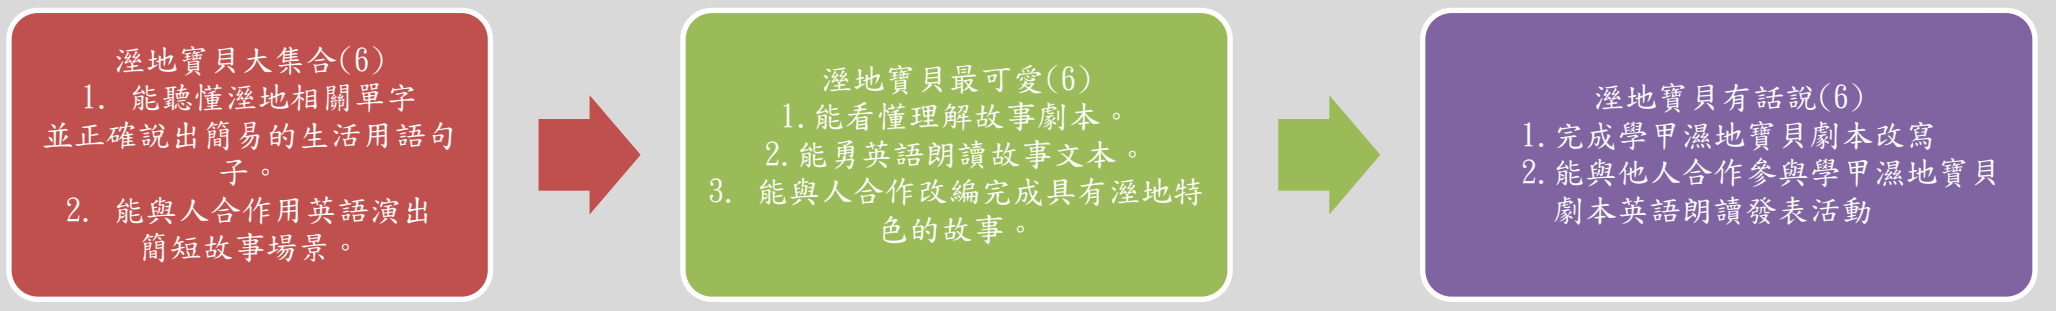 溼地寶貝大集合(6)
1. 能聽懂溼地相關單字
並正確說出簡易的生活用語句
子。
2. 能與人合作用英語演出
簡短故事場景。
溼地寶貝最可愛(6)
1.能看懂理解故事劇本。
2.能勇英語朗讀故事文本。
3. 能與人合作改編完成具有溼地特
色的故事。
溼地寶貝有話說(6)
1.完成學甲濕地寶貝劇本改寫
2.能與他人合作參與學甲濕地寶貝
劇本英語朗讀發表活動